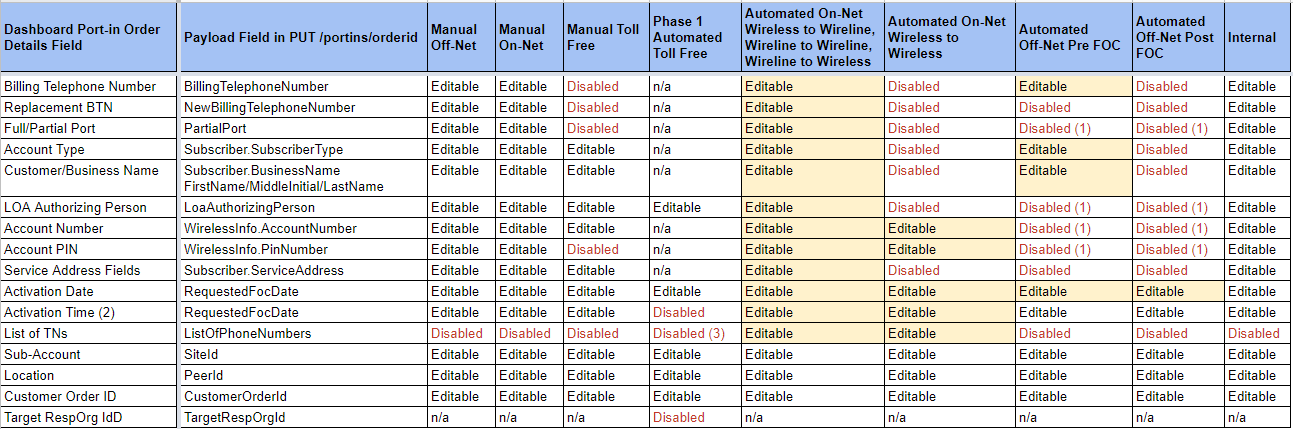 Dashboard Port-in Order
Details Field
Payload Field in PUT /portins/orderid
Manual
Off-Net
Manual
On-Net
Manual Toll
Free
Phase 1
Automated
Toll Free
Automated On-Net
Wireless to Wireline,
Wireline to Wireline,
Wireline to Wireless
Automated On-Net
Wireless to
Wireless
Automated
Off-Net Pre FOC
Automated
Off-Net Post
FOC
Internal
Billing Telephone Number BillingTelephoneNumber Editable Editable Disabled n/a Editable Disabled Editable Disabled Editable
Replacement BTN NewBillingTelephoneNumber Editable Editable Disabled n/a Editable Disabled Disabled Disabled Editable
Full/Partial Port PartialPort Editable Editable Disabled n/a Editable Disabled Disabled (1) Disabled (1) Editable
Account Type Subscriber.SubscriberType Editable Editable Editable n/a Editable Disabled Editable Disabled Editable
Customer/Business Name Subscriber.BusinessName Editable Editable Editable n/a Editable Disabled Editable Disabled Editable
FirstName/MiddleInitial/LastName
LOA Authorizing Person LoaAuthorizingPerson Editable Editable Editable Editable Editable Disabled Disabled (1) Disabled (1) Editable
Account Number WirelessInfo.AccountNumber Editable Editable Editable n/a Editable Editable Disabled (1) Disabled (1) Editable
Account PIN WirelessInfo.PinNumber Editable Editable Disabled n/a Editable Editable Disabled (1) Disabled (1) Editable
Service Address Fields Subscriber.ServiceAddress Editable Editable Editable n/a Editable Disabled Disabled Disabled Editable
Activation Date RequestedFocDate Editable Editable Editable Editable Editable Editable Editable Editable Editable
Activation Time (2) RequestedFocDate Editable Editable Editable Disabled Editable Editable Editable Editable Editable
List of TNs ListOfPhoneNumbers Disabled Disabled Disabled Disabled (3) Editable Editable Disabled Disabled Disabled
Sub-Account SiteId Editable Editable Editable Editable Editable Editable Editable Editable Editable
Location PeerId Editable Editable Editable Editable Editable Editable Editable Editable Editable
Customer Order ID CustomerOrderId Editable Editable Editable Editable Editable Editable Editable Editable Editable
Target RespOrg IdD TargetRespOrgId n/a n/a n/a Disabled n/a n/a n/a n/a n/a